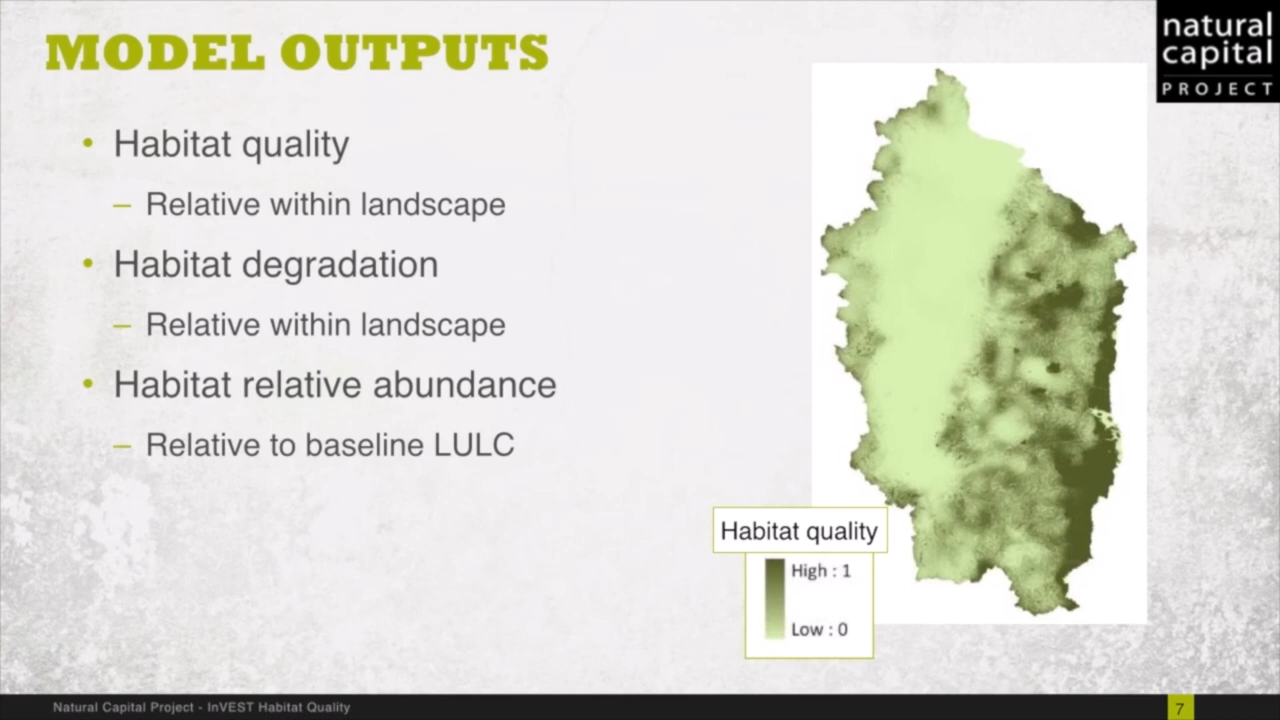 MODEL OUTPUTS
natural
capital
PROJECT
• Habitat quality
– Relative within landscape
• Habitat degradation
– Relative within landscape
• Habitat relative abundance
– Relative to baseline LULC
Habitat quality
High : 1
Low : 0
Natural Capital Project - InVEST Habitat Quality
7